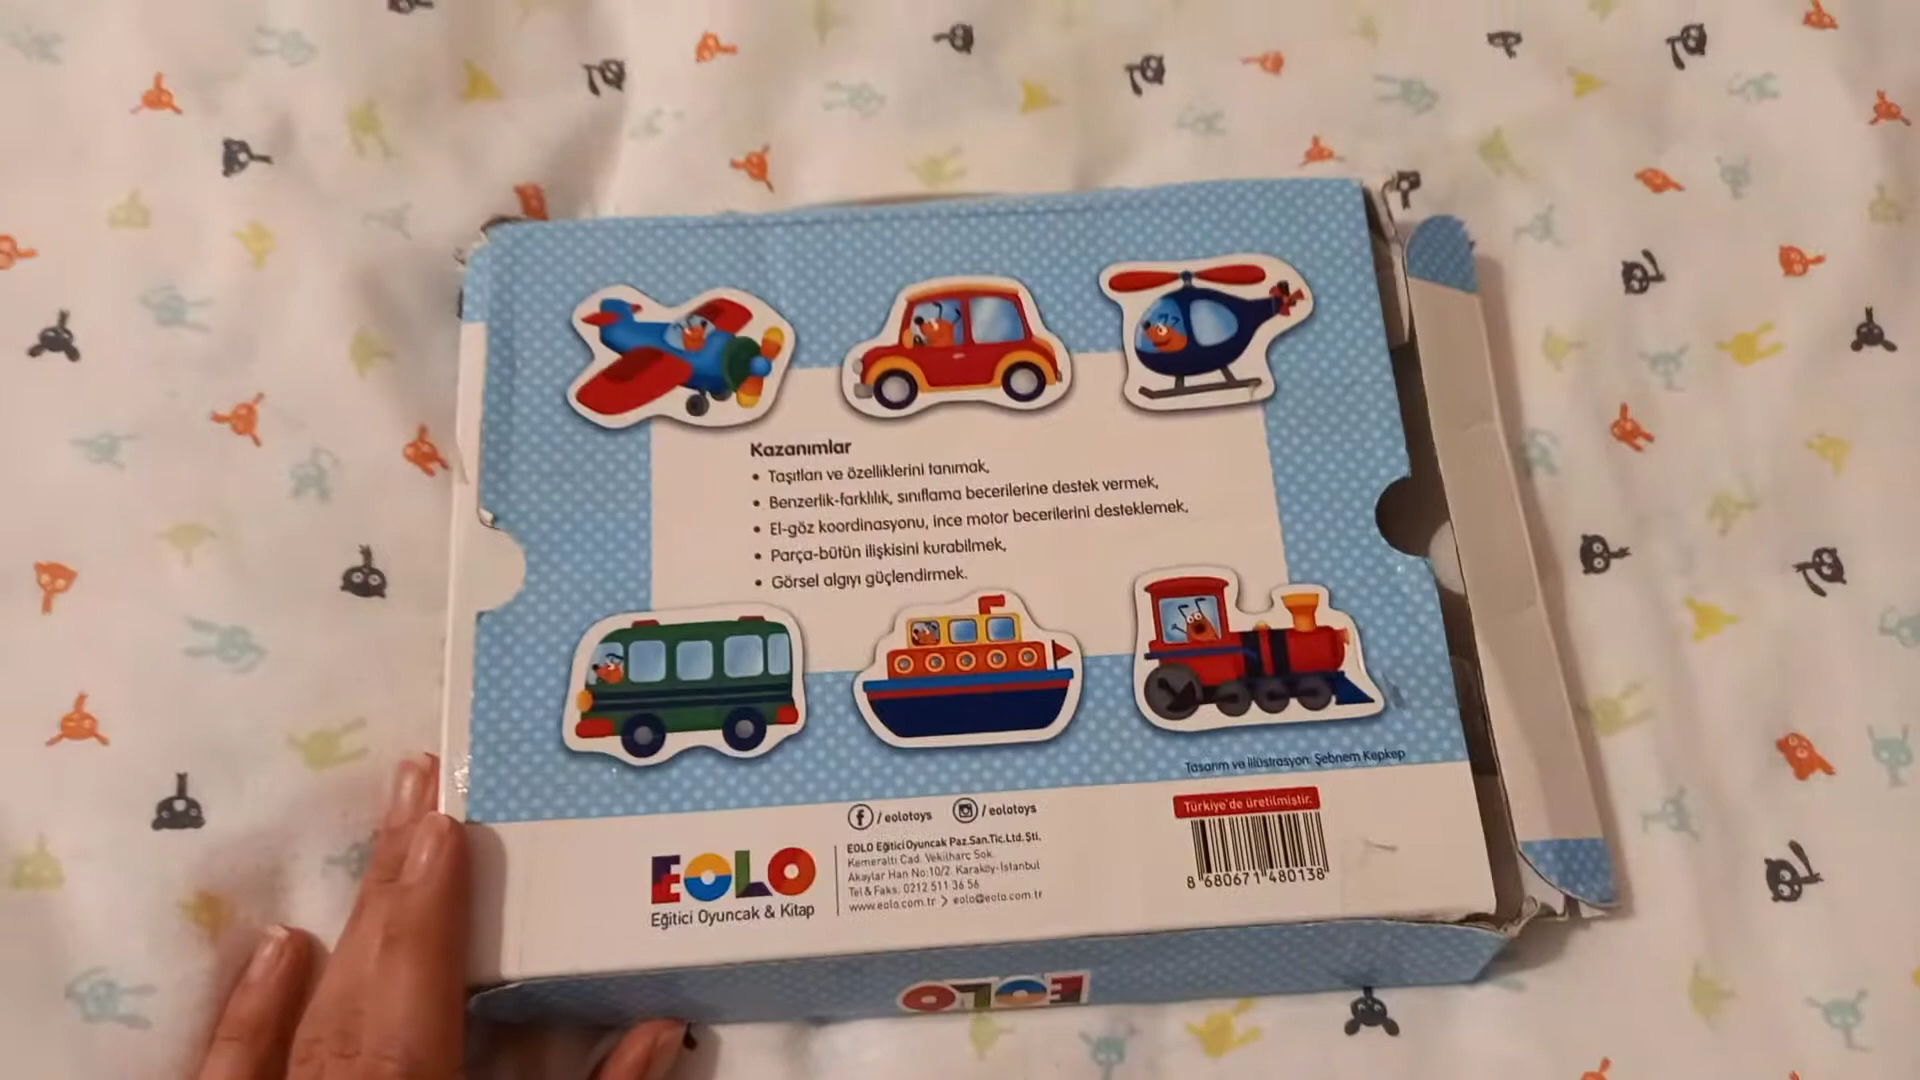 Kazanımlar
• Taşıtları ve özelliklerini tanımak,
• Benzerlik-farklılık, sınıflama becerilerine destek vermek,
• El-göz koordinasyonu, ince motor becerilerini desteklemek,
• Parça-bütün ilişkisini kurabilmek,
• Görsel algıyı güçlendirmek.
Tasarım ve İllüstrasyon: Şebnem Kepkep
/ eolotoys / eolotoys
Türkiye'de üretilmiştir.
EOLO
Eğitici Oyuncak & Kitap
EOLO Eğitici Oyuncak Paz.San.Tic.Ltd. Şti.
Kemeraltı Cad. Vekilharç Sok.
Akaylar Han No:10/2 Karaköy-İstanbul
Tel & Faks: 0212 511 36 56
www.eolo.com.tr > eolo@eolo.com.tr
8 680671 480138
EOLO